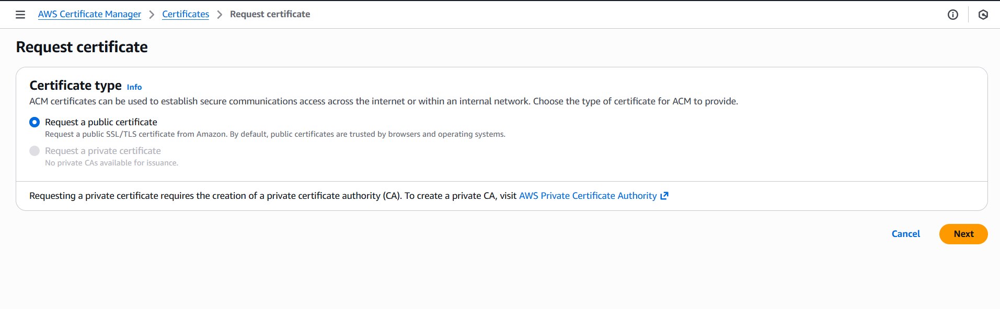 AWS Certificate Manager > Certificates > Request certificate
Request certificate
Certificate type Info
ACM certificates can be used to establish secure communications access across the internet or within an internal network. Choose the type of certificate for ACM to provide.
Request a public certificate
Request a public SSL/TLS certificate from Amazon. By default, public certificates are trusted by browsers and operating systems.
Request a private certificate
No private CAs available for issuance.
Requesting a private certificate requires the creation of a private certificate authority (CA). To create a private CA, visit AWS Private Certificate Authority
Cancel Next